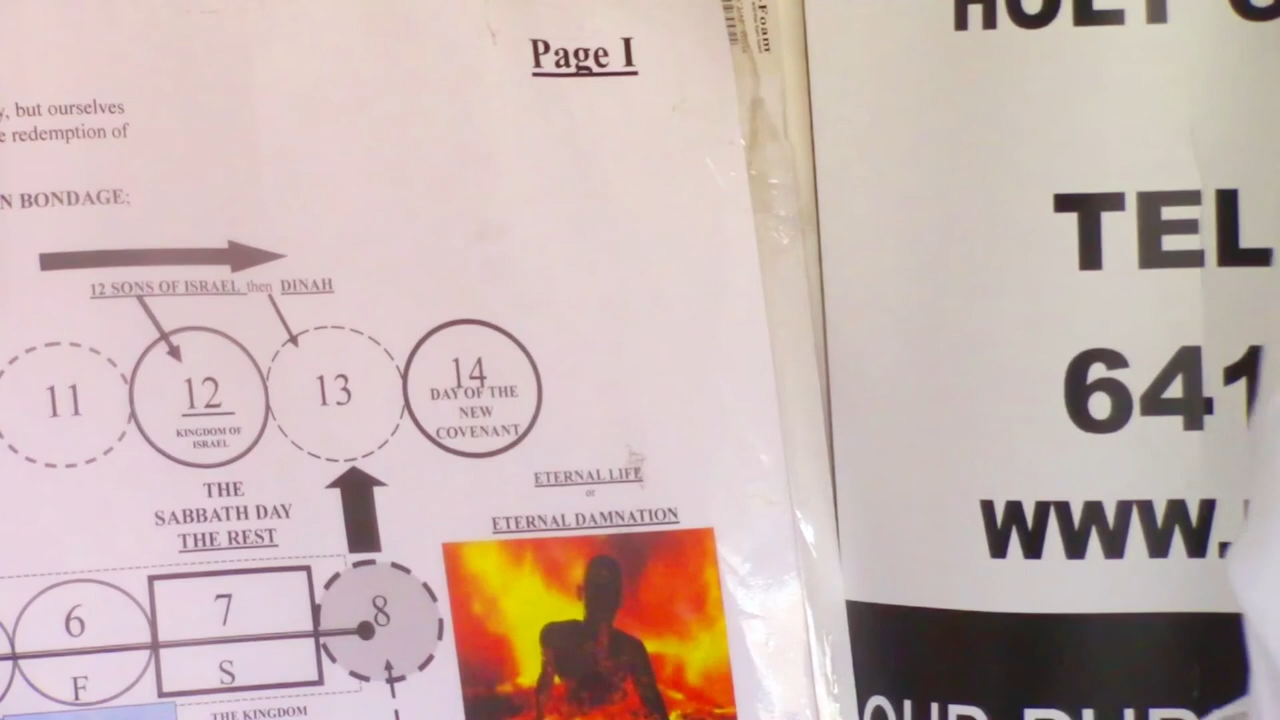 Page I
y, but ourselves
e redemption of
N BONDAGE;
12 SONS OF ISRAEL then DINAH
11
12
KINGDOM OF
ISRAEL
13
14
DAY OF THE
NEW
COVENANT
THE
SABBATH DAY
THE REST
ETERNAL LIFE
or
ETERNAL DAMNATION
6
F
7
S
8
THE KINGDOM
-Foam
TEL
641
WWW.
OUR